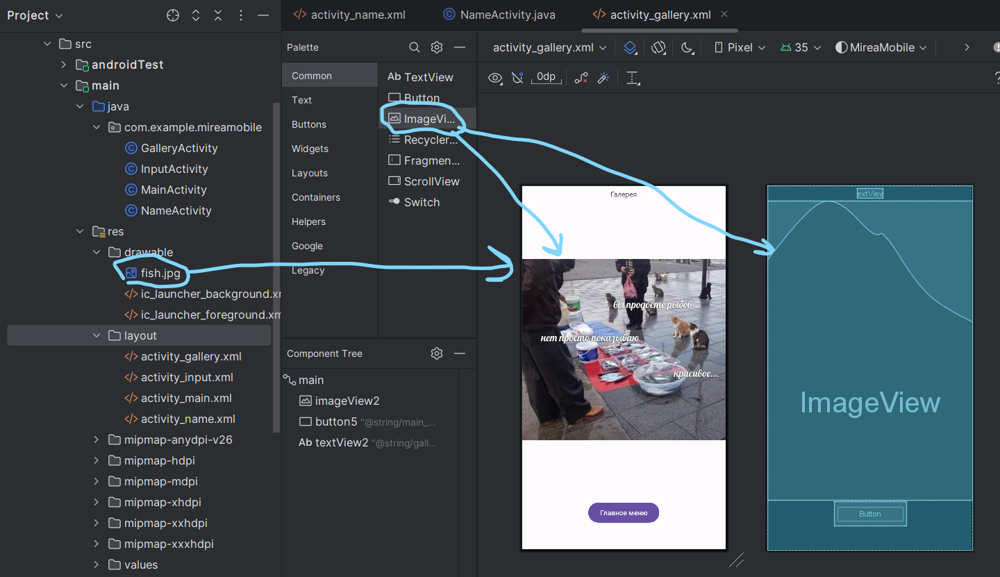 Project
activity_name.xml
NameActivity.java
activity_gallery.xml
src
androidTest
main
java
com.example.mireamobile
GalleryActivity
InputActivity
MainActivity
NameActivity
res
drawable
fish.jpg
ic_launcher_background.xm
ic_launcher_foreground.xm
layout
activity_gallery.xml
activity_input.xml
activity_main.xml
activity_name.xml
mipmap-anydpi-v26
mipmap-hdpi
mipmap-mdpi
mipmap-xhdpi
mipmap-xxhdpi
mipmap-xxxhdpi
values
Palette
Common
Text
Buttons
Widgets
Layouts
Containers
Helpers
Google
Legacy
Ab TextView
Button
ImageVi...
Recycler...
Fragmen...
ScrollView
Switch
Component Tree
main
imageView2
button5 "@string/main_...
Ab textView2 "@string/gall...
activity_gallery.xml
Pixel
35
MireaMobile
0dp
?
Галерея
вы продоёте рыбов
нет просто показываю
красивое...
Главное меню
extView
ImageView
Button